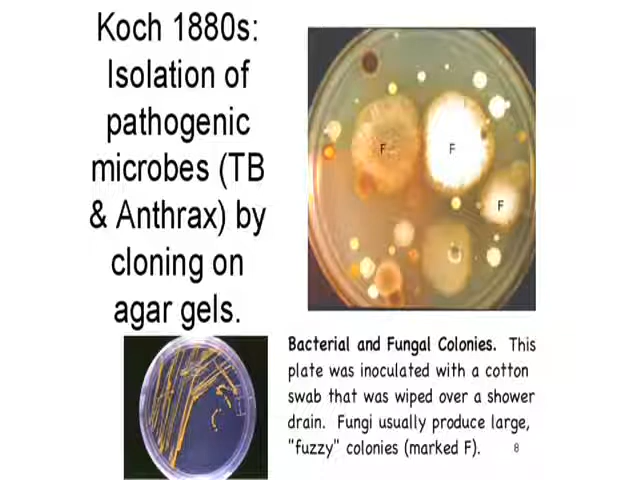 Koch 1880s:
Isolation of
pathogenic
microbes (TB
& Anthrax) by
cloning on
agar gels.
F
F
F
Bacterial and Fungal Colonies. This
plate was inoculated with a cotton
swab that was wiped over a shower
drain. Fungi usually produce large,
"fuzzy" colonies (marked F).
8